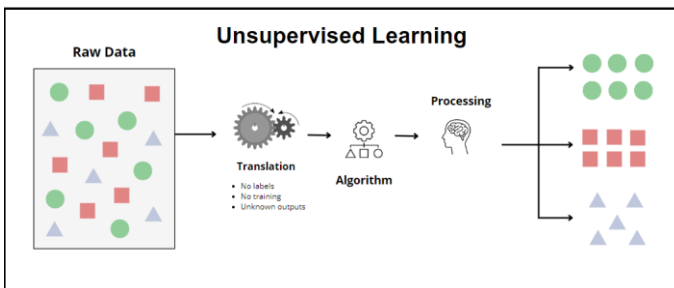 Unsupervised Learning
Raw Data
Translation
• No labels
• No training
• Unknown outputs
Algorithm
Processing